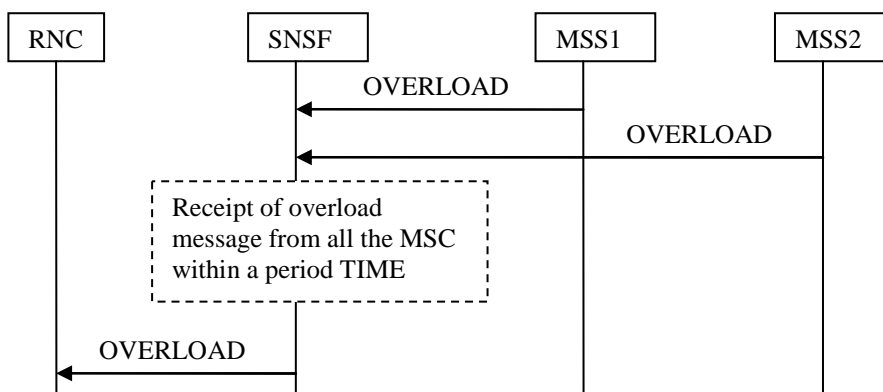 RNC SNSF MSS1 MSS2
OVERLOAD
OVERLOAD
Receipt of overload
message from all the MSC
within a period TIME
OVERLOAD